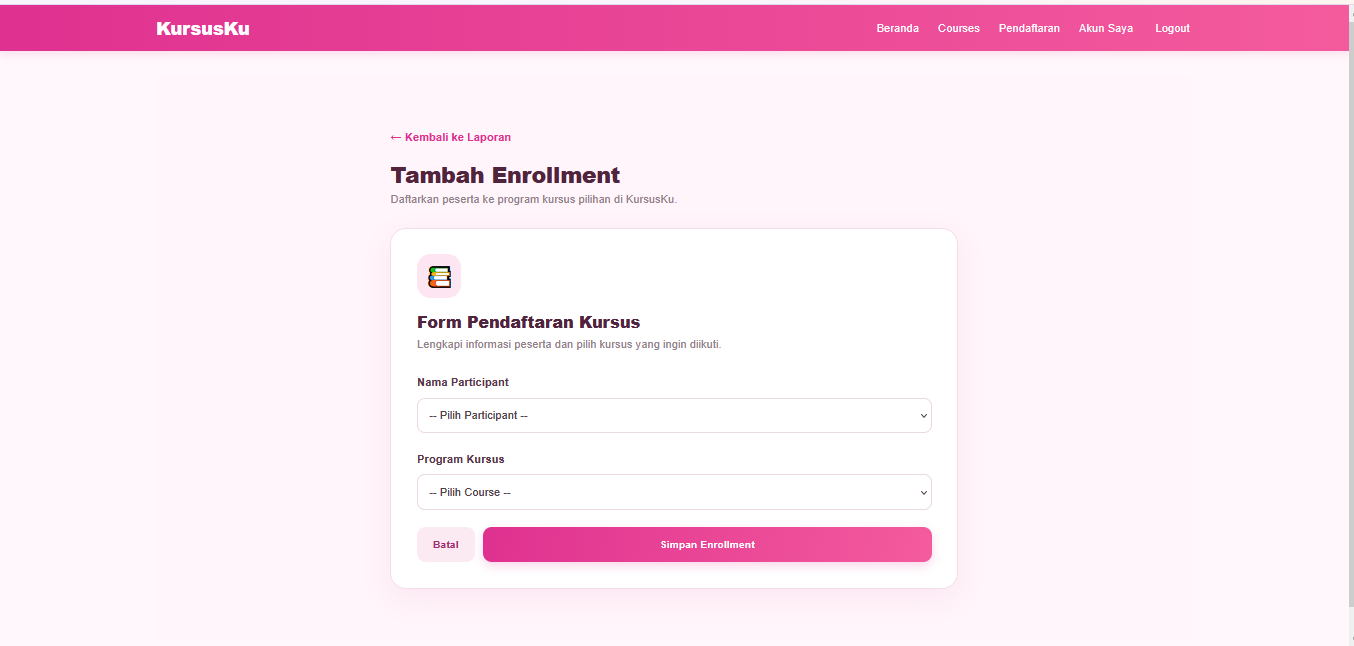 KursusKu
Beranda Courses Pendaftaran Akun Saya Logout
← Kembali ke Laporan
Tambah Enrollment
Daftarkan peserta ke program kursus pilihan di KursusKu.
Form Pendaftaran Kursus
Lengkapi informasi peserta dan pilih kursus yang ingin diikuti.
Nama Participant
-- Pilih Participant --
Program Kursus
-- Pilih Course --
Batal Simpan Enrollment